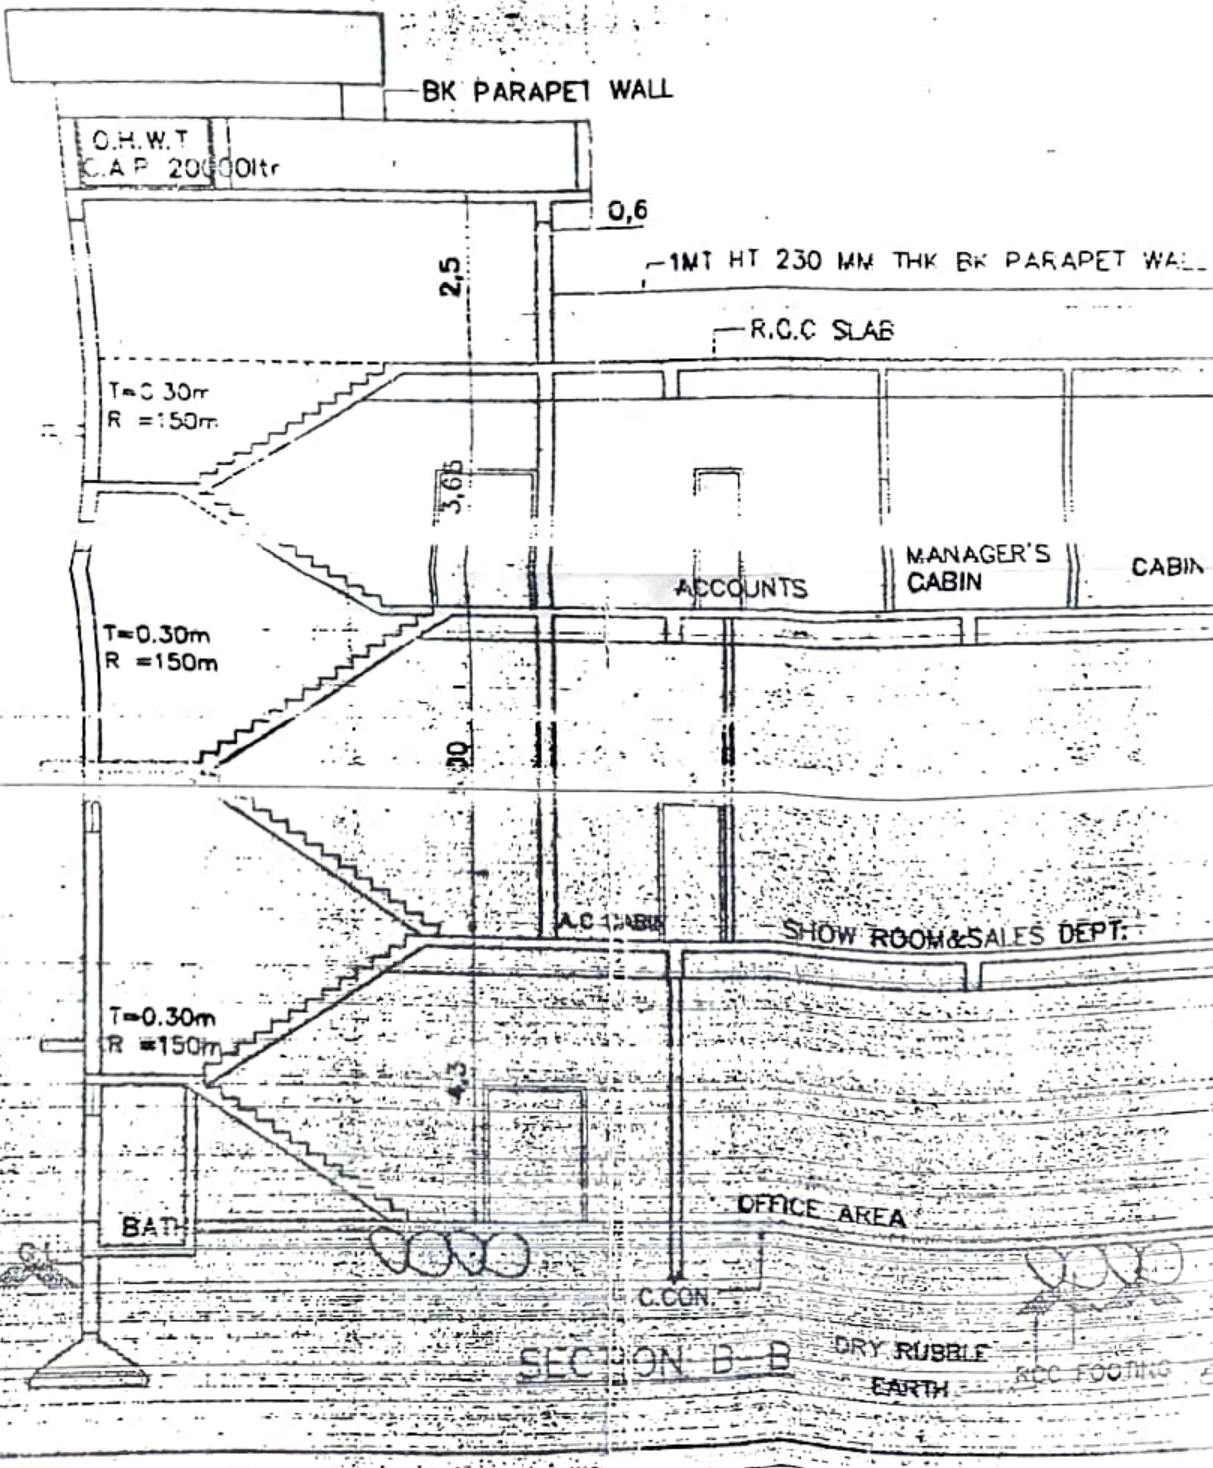 BK PARAPET WALL
O.H.W.T
C.A.P. 20000ltr
0,6
2,5
1MT HT 230 MM THK BK PARAPET WALL
R.C.C SLAB
T=0.30m
R =150m
3,65
MANAGER'S
CABIN
CABIN
ACCOUNTS
T=0.30m
R =150m
A.C CABIN
SHOW ROOM&SALES DEPT:
T=0.30m
R =150m
4,3
OFFICE AREA
BATH
G.L
C.CON.
SECTION B-B
DRY RUBBLE
EARTH
RCC FOOTING